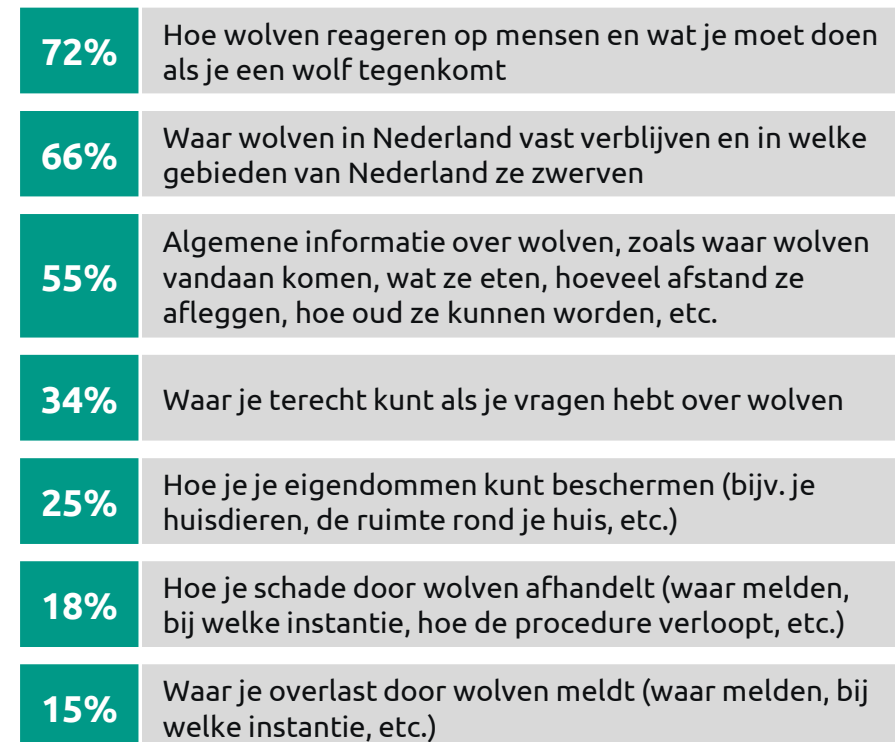 72%
Hoe wolven reageren op mensen en wat je moet doen
als je een wolf tegenkomt
66%
Waar wolven in Nederland vast verblijven en in welke
gebieden van Nederland ze zwerven
55%
Algemene informatie over wolven, zoals waar wolven
vandaan komen, wat ze eten, hoeveel afstand ze
afleggen, hoe oud ze kunnen worden, etc.
34%
Waar je terecht kunt als je vragen hebt over wolven
25%
Hoe je je eigendommen kunt beschermen (bijv. je
huisdieren, de ruimte rond je huis, etc.)
18%
Hoe je schade door wolven afhandelt (waar melden,
bij welke instantie, hoe de procedure verloopt, etc.)
15%
Waar je overlast door wolven meldt (waar melden, bij
welke instantie, etc.)